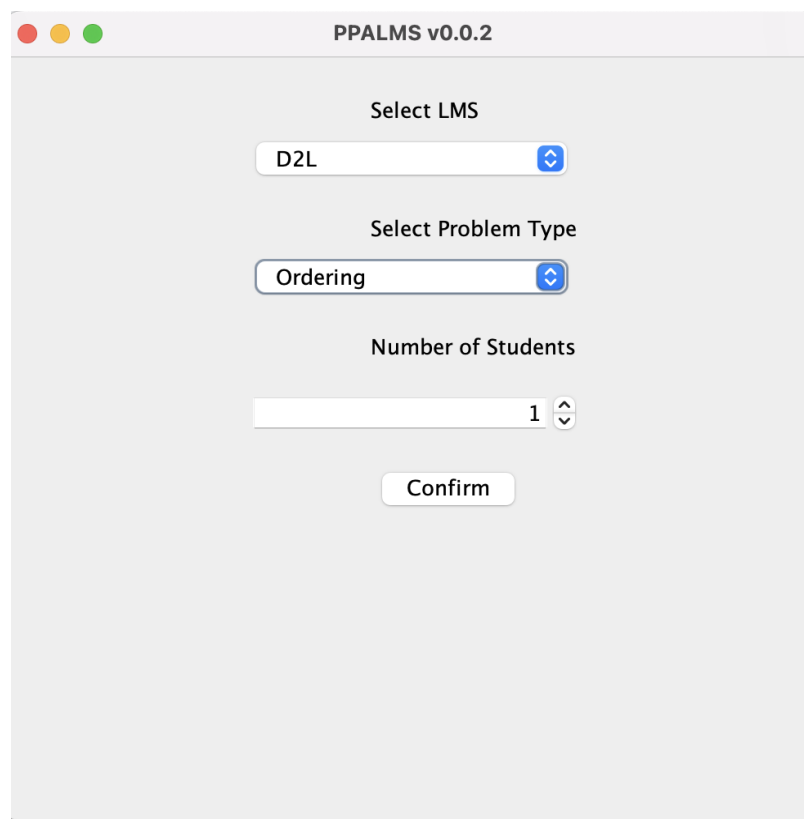 PPALMS v0.0.2
Select LMS
D2L
Select Problem Type
Ordering
Number of Students
1
Confirm